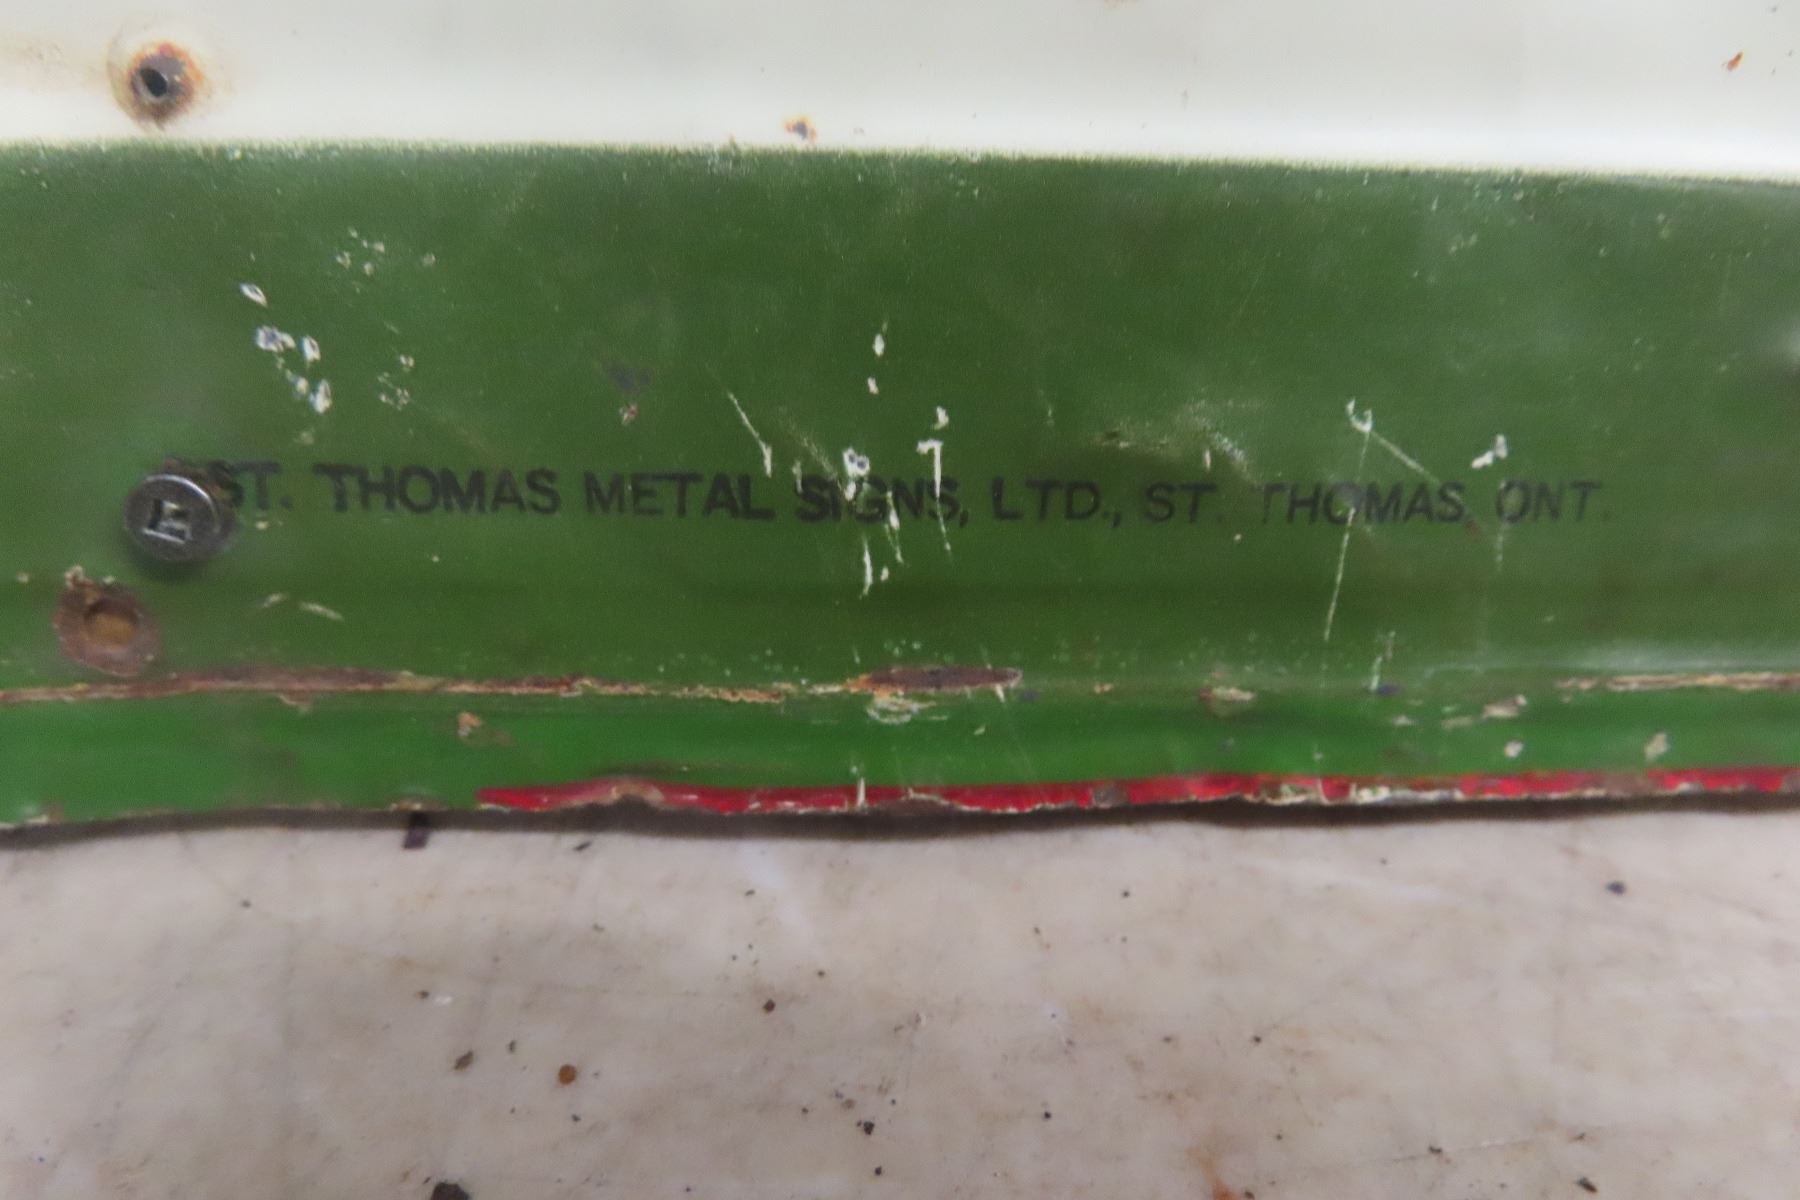 ST. THOMAS METAL SIGNS, LTD., ST. THOMAS, ONT.
E